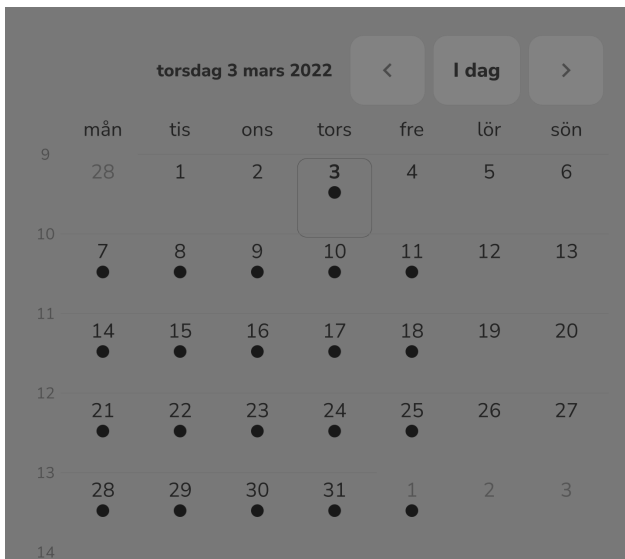 torsdag 3 mars 2022 < I dag >
mån tis ons tors fre lör sön
9
28 1 2 3 4 5 6
10
7 8 9 10 11 12 13
11
14 15 16 17 18 19 20
12
21 22 23 24 25 26 27
13
28 29 30 31 1 2 3
14